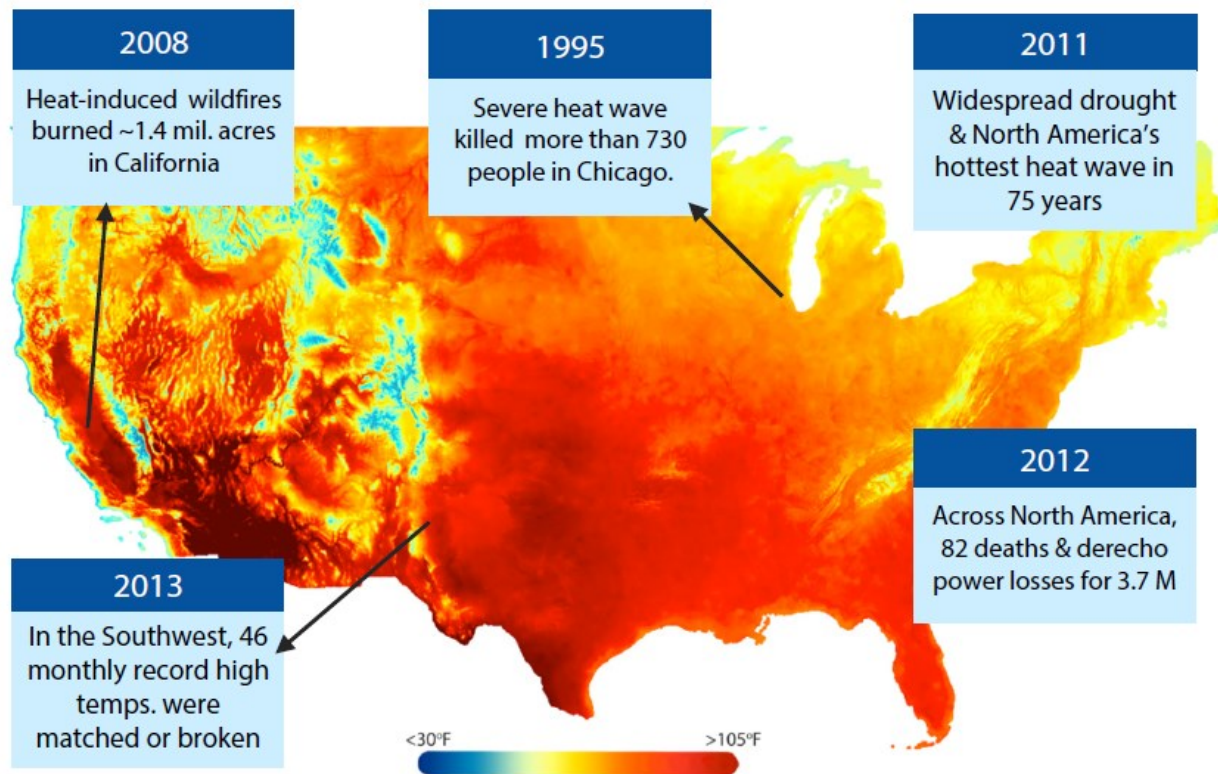 2008
Heat-induced wildfires
burned ~1.4 mil. acres
in California
1995
Severe heat wave
killed more than 730
people in Chicago.
2011
Widespread drought
& North America's
hottest heat wave in
75 years
2012
Across North America,
82 deaths & derecho
power losses for 3.7 M
2013
In the Southwest, 46
monthly record high
temps. were
matched or broken
<30°F >105°F